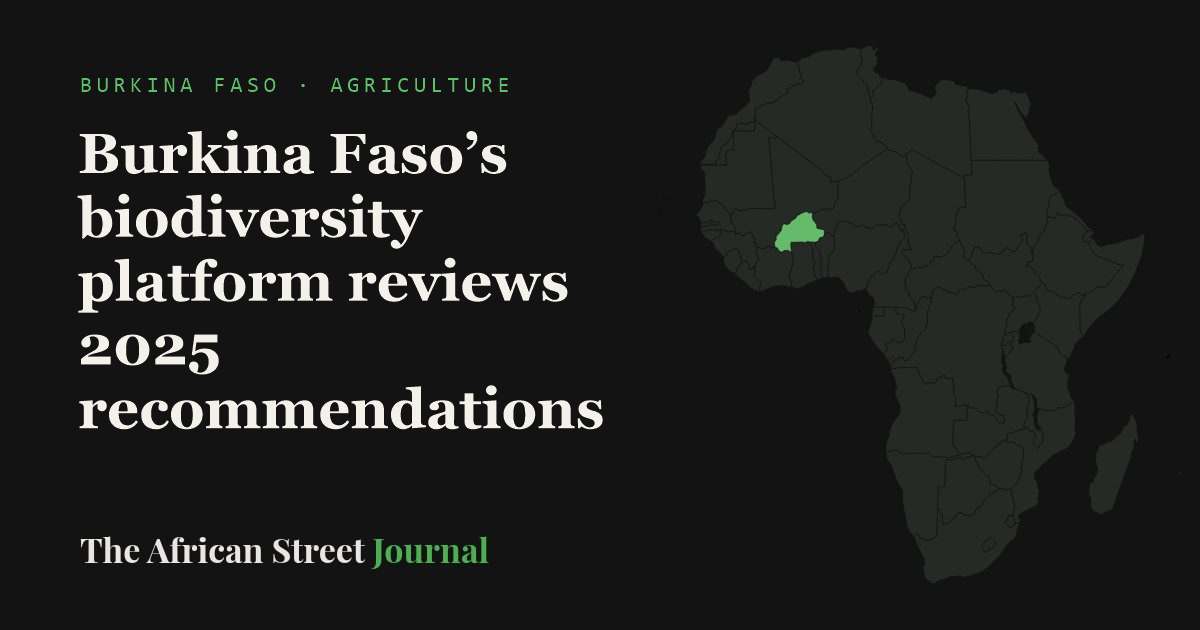 BURKINA FASO · AGRICULTURE
Burkina Faso’s
biodiversity
platform reviews
2025
recommendations
The African Street Journal